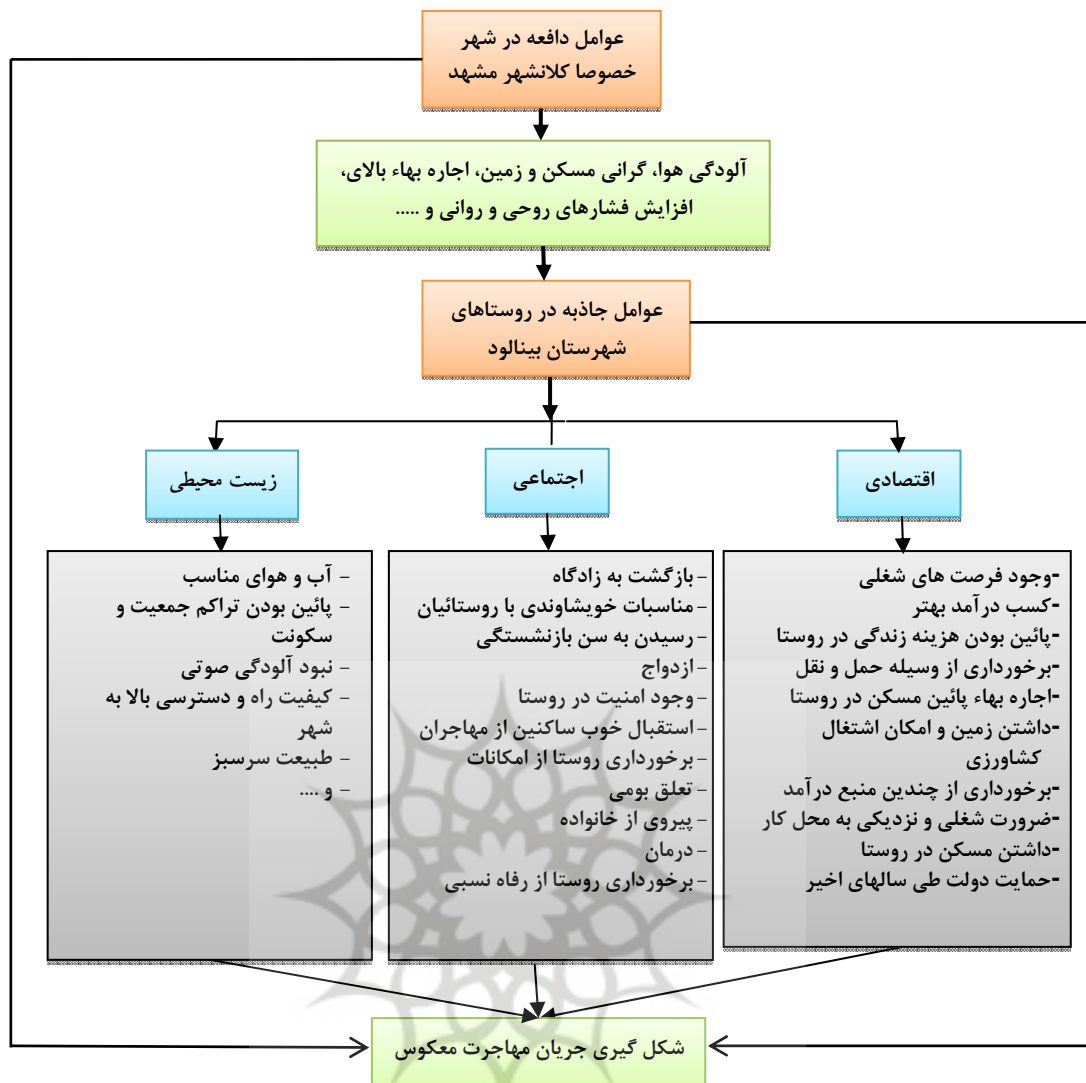 عوامل دافعه در شهر
خصوصا کلانشهر مشهد
آلودگی هوا، گرانی مسکن و زمین، اجاره بهاء بالای،
افزایش فشارهای روحی و روانی و .....
عوامل جاذبه در روستاهای
شهرستان بینالود
اقتصادی
اجتماعی
زیست محیطی
-وجود فرصت های شغلی
-کسب درآمد بهتر
-پائین بودن هزینه زندگی در روستا
-برخورداری از وسیله حمل و نقل
-اجاره بهاء پائین مسکن در روستا
-داشتن زمین و امکان اشتغال
کشاورزی
-برخورداری از چندین منبع درآمد
-ضرورت شغلی و نزدیکی به محل کار
-داشتن مسکن در روستا
-حمایت دولت طی سالهای اخیر
– بازگشت به زادگاه
– مناسبات خویشاوندی با روستائیان
– رسیدن به سن بازنشستگی
– ازدواج
– وجود امنیت در روستا
– استقبال خوب ساکنین از مهاجران
– برخورداری روستا از امکانات
– تعلق بومی
– پیروی از خانواده
– درمان
– برخورداری روستا از رفاه نسبی
– آب و هوای مناسب
– پائین بودن تراکم جمعیت و
سکونت
– نبود آلودگی صوتی
– کیفیت راه و دسترسی بالا به
شهر
– طبیعت سرسبز
– و ....
شکل گیری جریان مهاجرت معکوس